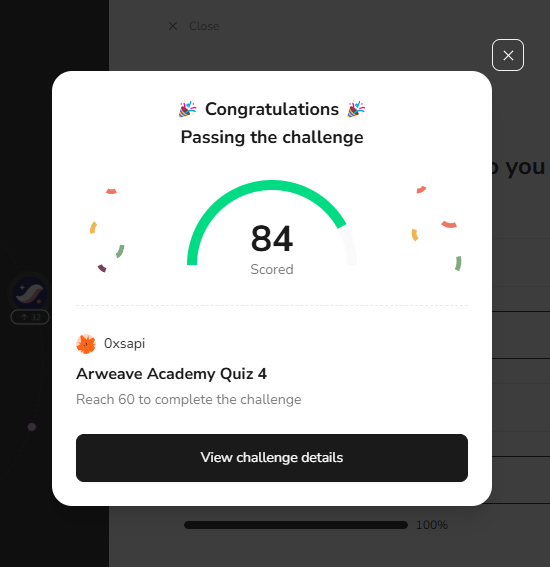 Close
Congratulations
Passing the challenge
o you
84
Scored
32
0xsapi
Arweave Academy Quiz 4
Reach 60 to complete the challenge
View challenge details
100%